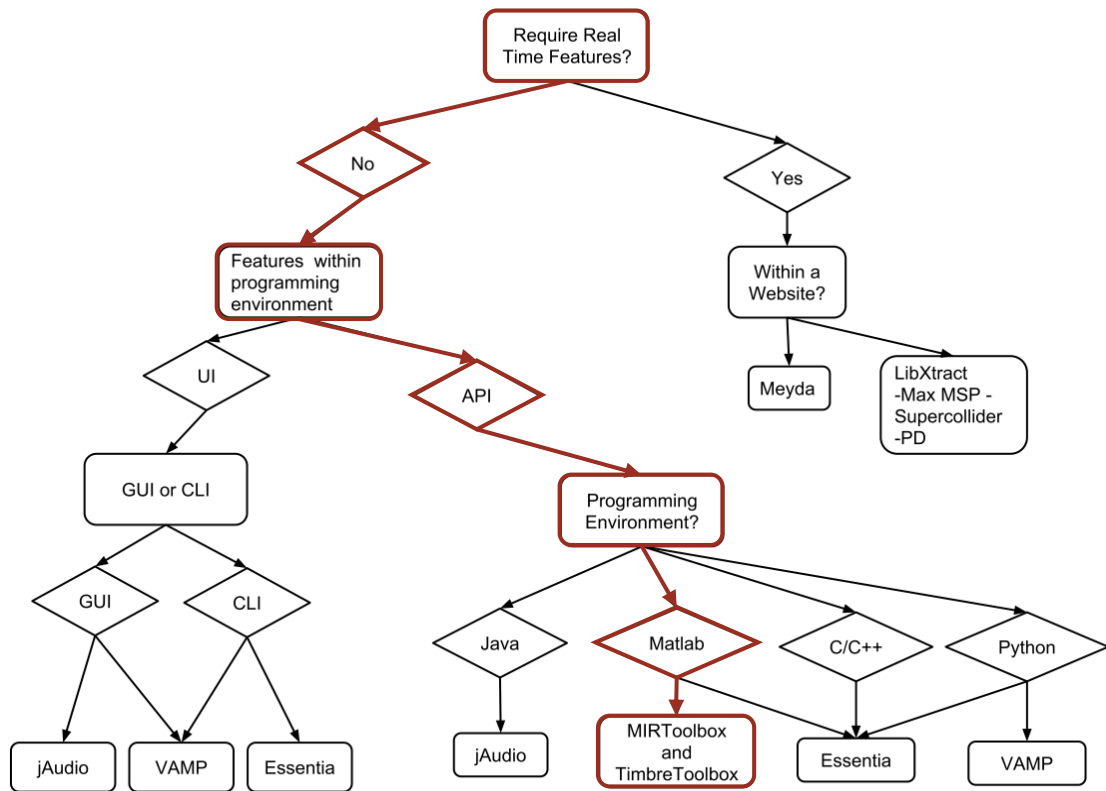 Require Real
Time Features?
No
Yes
Features within
programming
environment
Within a
Website?
UI
API
Meyda
LibXtract
-Max MSP -
Supercollider
-PD
GUI or CLI
Programming
Environment?
GUI
CLI
Java
Matlab
C/C++
Python
jAudio
VAMP
Essentia
jAudio
MIRToolbox
and
TimbreToolbox
Essentia
VAMP